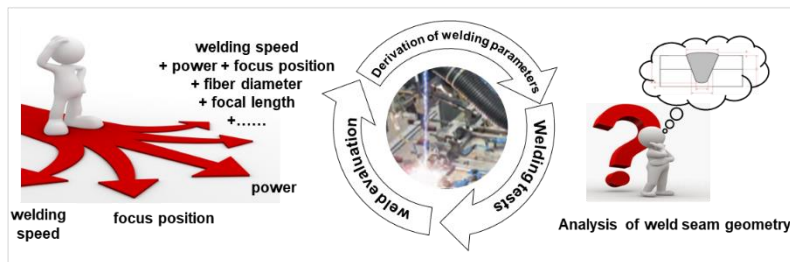 welding speed
+ power + focus position
+ fiber diameter
+ focal length
+......
power
focus position
welding
speed
Derivation of welding parameters
Welding tests
weld evaluation
Analysis of weld seam geometry